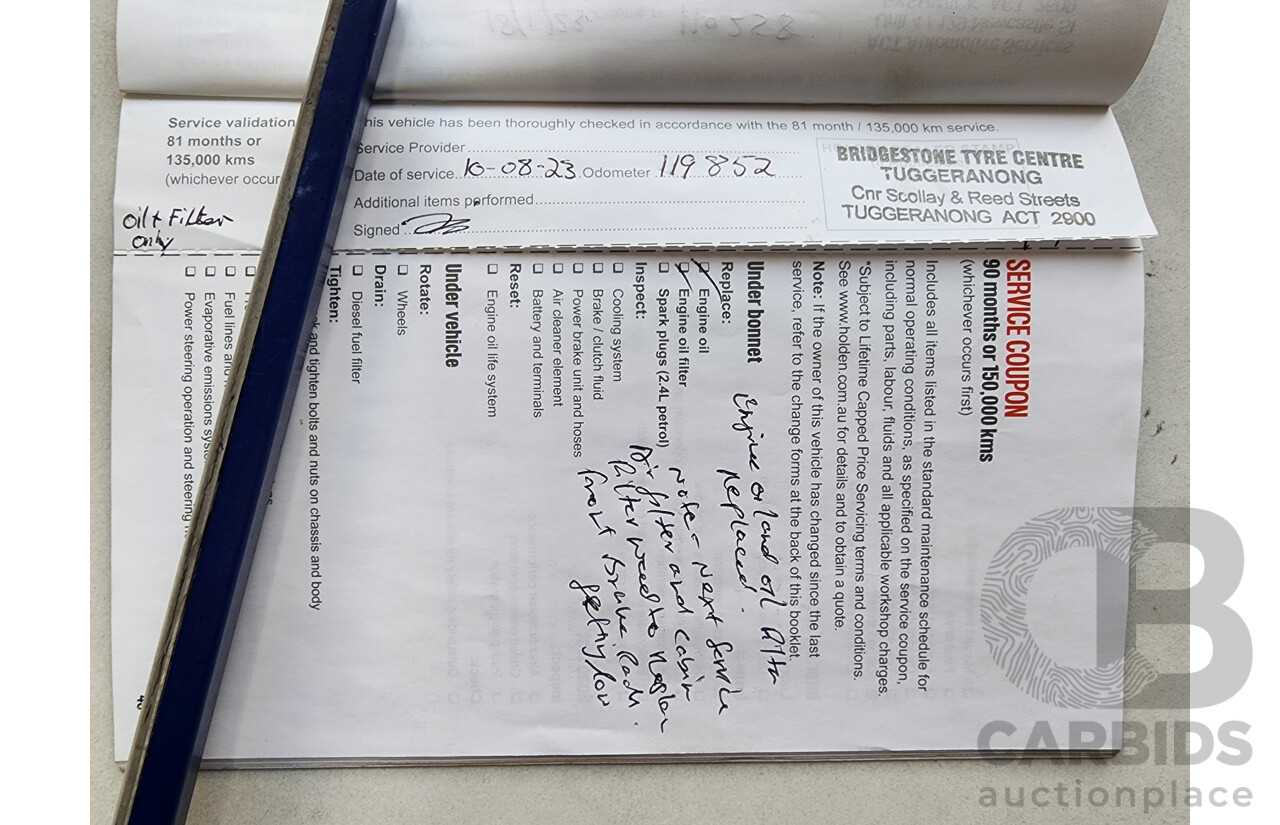 Service validation
81 months or
135,000 kms
(whichever occur
Oil + Filter
only
his vehicle has been thoroughly checked in accordance with the 81 month / 135,000 km service.
Service Provider
Date of service 10-08-23 Odometer 119852
Additional items performed
Signed
BRIDGESTONE TYRE CENTRE
TUGGERANONG
Cnr Scollay & Reed Streets
TUGGERANONG ACT 2900
SERVICE COUPON
90 months or 150,000 kms
(whichever occurs first)
Includes all items listed in the standard maintenance schedule for
normal operating conditions, as specified on the service coupon,
including parts, labour, fluids and all applicable workshop charges.
*Subject to Lifetime Capped Price Servicing terms and conditions.
See www.holden.com.au for details and to obtain a quote.
Note: If the owner of this vehicle has changed since the last
service, refer to the change forms at the back of this booklet.
Under bonnet
Replace:
Engine oil
Engine oil filter
Spark plugs (2.4L petrol)
Inspect:
Cooling system
Brake / clutch fluid
Power brake unit and hoses
Air cleaner element
Battery and terminals
Reset:
Engine oil life system
Under vehicle
Rotate:
Wheels
Drain:
Diesel fuel filter
Tighten:
and tighten bolts and nuts on chassis and body
Fuel lines and
Evaporative emissions syste
Power steering operation and steering
Engine oil and oil
replaced.
Note - Next Service
Air filter and cabin
filter need to
front Brake
getting low
ACT Automotive Services
CARBIDS
auctionplace